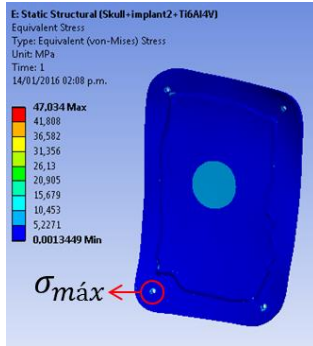 E: Static Structural (Skull+implant2+Ti6Al4V)
Equivalent Stress
Type: Equivalent (von-Mises) Stress
Unit: MPa
Time: 1
14/01/2016 02:08 p.m.
47,034 Max
41,808
36,582
31,356
26,13
20,905
15,679
10,453
5,2271
0,0013449 Min
σmáx